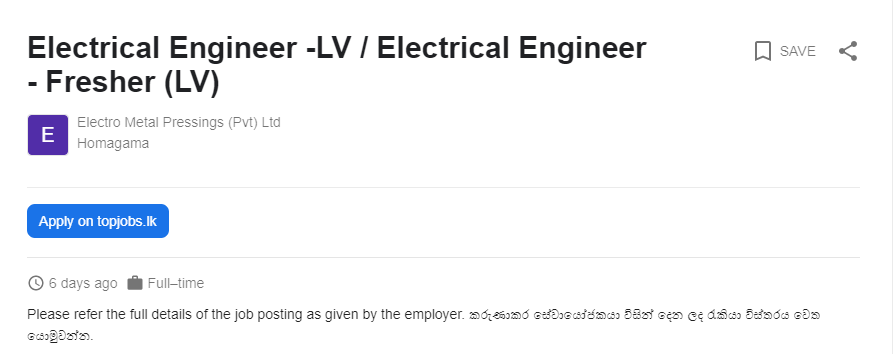 Electrical Engineer -LV / Electrical Engineer
- Fresher (LV)
SAVE
E
Electro Metal Pressings (Pvt) Ltd
Homagama
Apply on topjobs.lk
6 days ago Full–time
Please refer the full details of the job posting as given by the employer. කරුණාකර සේවායෝජකයා විසින් දෙන ලද රැකියා විස්තරය වෙත
යොමුවන්න.